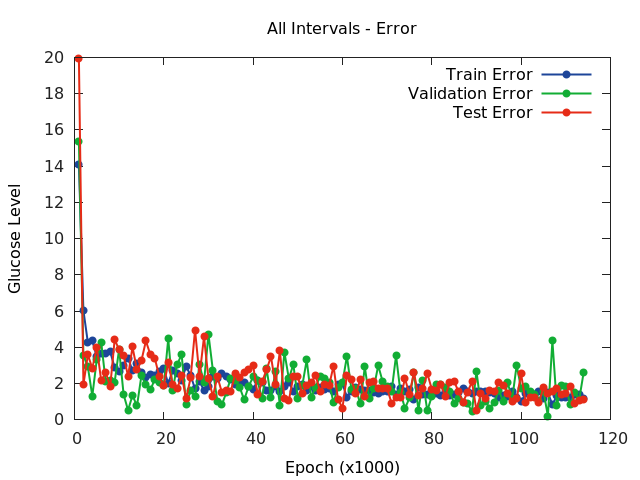 All Intervals - Error
20
18
16
14
12
10
8
6
4
2
0
Glucose Level
Train Error
Validation Error
Test Error
0 20 40 60 80 100 120
Epoch (x1000)